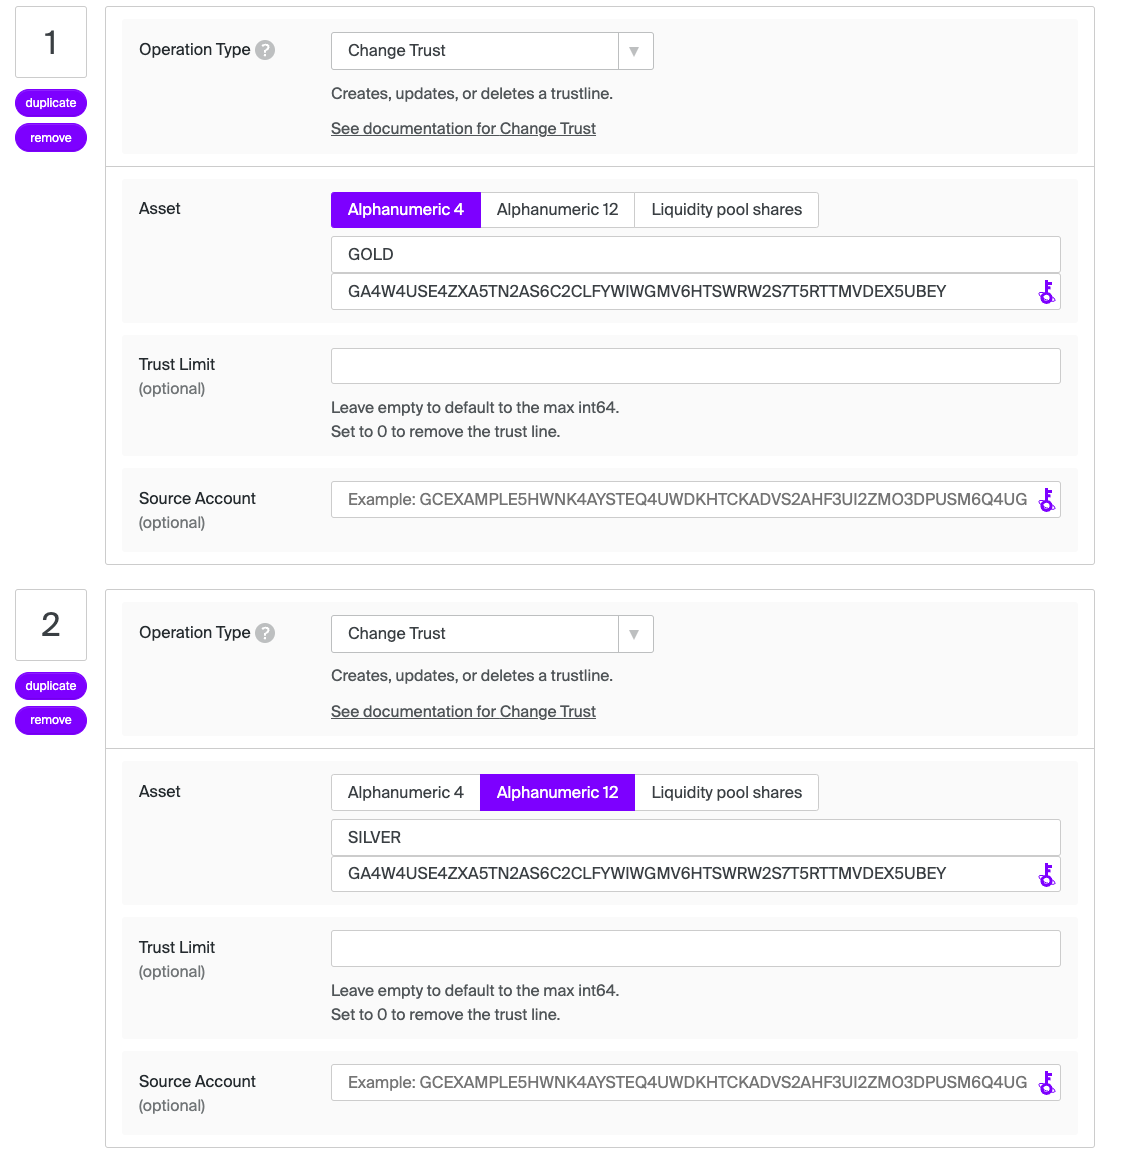 1
duplicate
remove
Operation Type ?
Change Trust
Creates, updates, or deletes a trustline.
See documentation for Change Trust
Asset
Alphanumeric 4 Alphanumeric 12 Liquidity pool shares
GOLD
GA4W4USE4ZXA5TN2AS6C2CLFYWIWGMV6HTSWRW2S7T5RTTMVDEX5UBEY
Trust Limit
(optional)
Leave empty to default to the max int64.
Set to 0 to remove the trust line.
Source Account
(optional)
Example: GCEXAMPLE5HWNK4AYSTEQ4UWDKHTCKADVS2AHF3UI2ZMO3DPUSM6Q4UG
2
duplicate
remove
Operation Type ?
Change Trust
Creates, updates, or deletes a trustline.
See documentation for Change Trust
Asset
Alphanumeric 4 Alphanumeric 12 Liquidity pool shares
SILVER
GA4W4USE4ZXA5TN2AS6C2CLFYWIWGMV6HTSWRW2S7T5RTTMVDEX5UBEY
Trust Limit
(optional)
Leave empty to default to the max int64.
Set to 0 to remove the trust line.
Source Account
(optional)
Example: GCEXAMPLE5HWNK4AYSTEQ4UWDKHTCKADVS2AHF3UI2ZMO3DPUSM6Q4UG